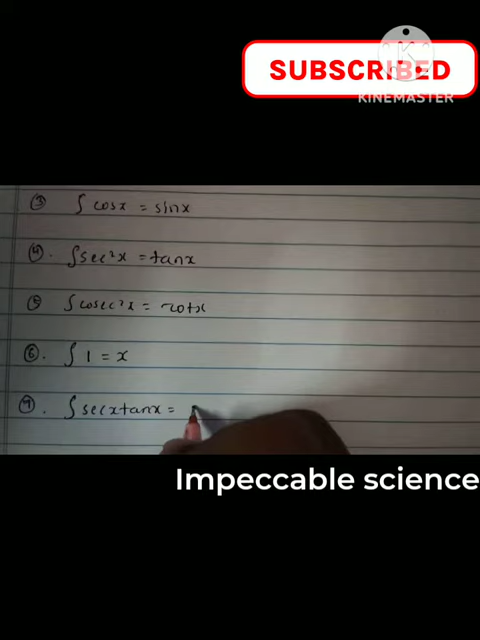 SUBSCRIBED
KINEMASTER
③ ∫ cosx = sinx
④. ∫sec²x = tanx
⑤ ∫ cosec²x = -cotx
⑥. ∫ 1 = x
⑦. ∫ secxtanx =
Impeccable science